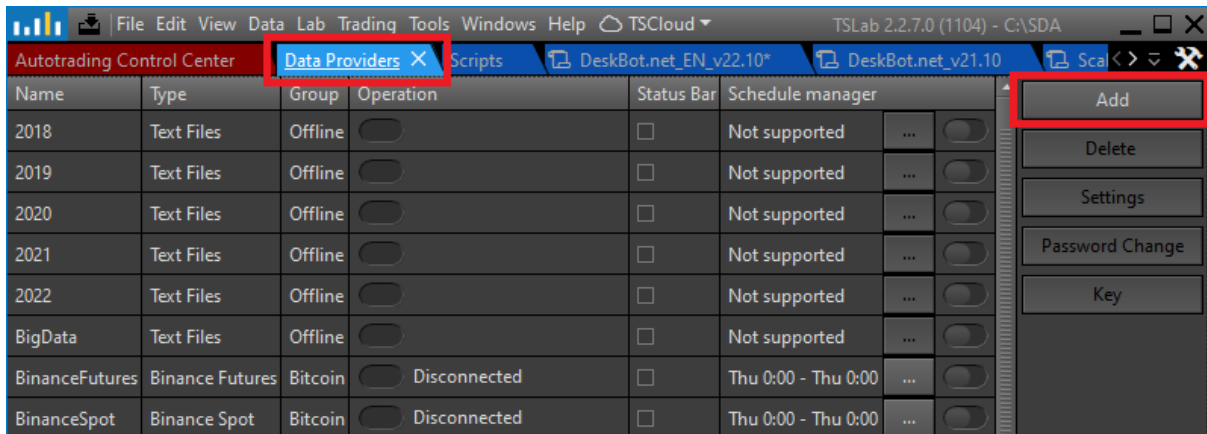 File Edit View Data Lab Trading Tools Windows Help TSCloud TSLab 2.2.7.0 (1104) - C:\SDA
Autotrading Control Center Data Providers Scripts DeskBot.net_EN_v22.10* DeskBot.net_v21.10 Scal
Name Type Group Operation Status Bar Schedule manager Add
2018 Text Files Offline Not supported ...
Delete
2019 Text Files Offline Not supported ...
Settings
2020 Text Files Offline Not supported ...
Password Change
2021 Text Files Offline Not supported ...
Key
2022 Text Files Offline Not supported ...
BigData Text Files Offline Not supported ...
BinanceFutures Binance Futures Bitcoin Disconnected Thu 0:00 - Thu 0:00 ...
BinanceSpot Binance Spot Bitcoin Disconnected Thu 0:00 - Thu 0:00 ...